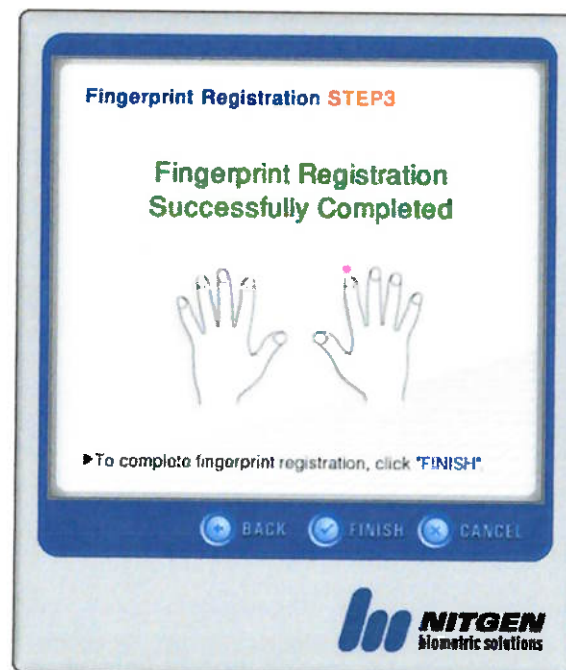 Fingerprint Registration STEP3
Fingerprint Registration
Successfully Completed
▶To complete fingerprint registration, click "FINISH".
BACK FINISH CANCEL
NITGEN
biometric solutions